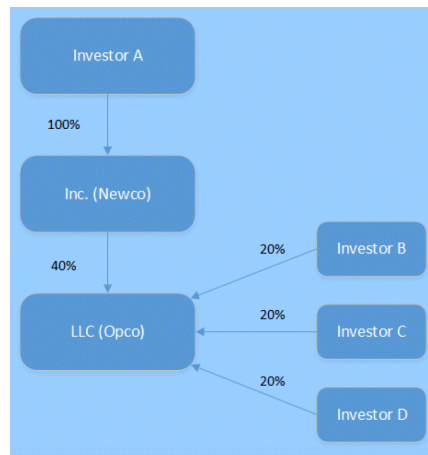 Investor A
100%
Inc. (Newco)
40%
20%
Investor B
LLC (Opco)
20%
Investor C
20%
Investor D